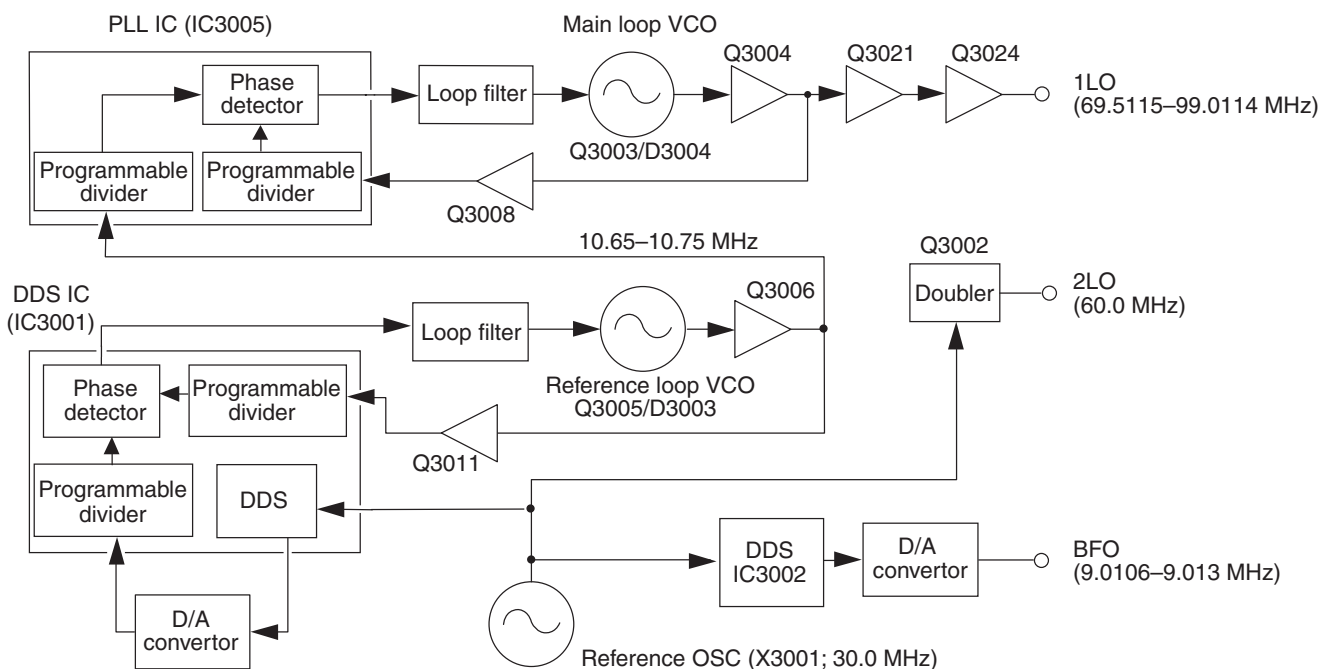 PLL IC (IC3005)
Main loop VCO
Phase
detector
Loop filter
Q3004
Q3021
Q3024
1LO
(69.5115–99.0114 MHz)
Q3003/D3004
Programmable
divider
Programmable
divider
Q3008
10.65–10.75 MHz
Q3002
Doubler
2LO
(60.0 MHz)
DDS IC
(IC3001)
Loop filter
Q3006
Reference loop VCO
Q3005/D3003
Phase
detector
Programmable
divider
Q3011
Programmable
divider
DDS
DDS
IC3002
D/A
convertor
BFO
(9.0106–9.013 MHz)
D/A
convertor
Reference OSC (X3001; 30.0 MHz)